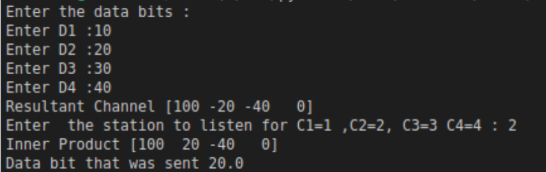 Enter the data bits :
Enter D1 :10
Enter D2 :20
Enter D3 :30
Enter D4 :40
Resultant Channel [100 -20 -40   0]
Enter  the station to listen for C1=1 ,C2=2, C3=3 C4=4 : 2
Inner Product [100  20 -40   0]
Data bit that was sent 20.0